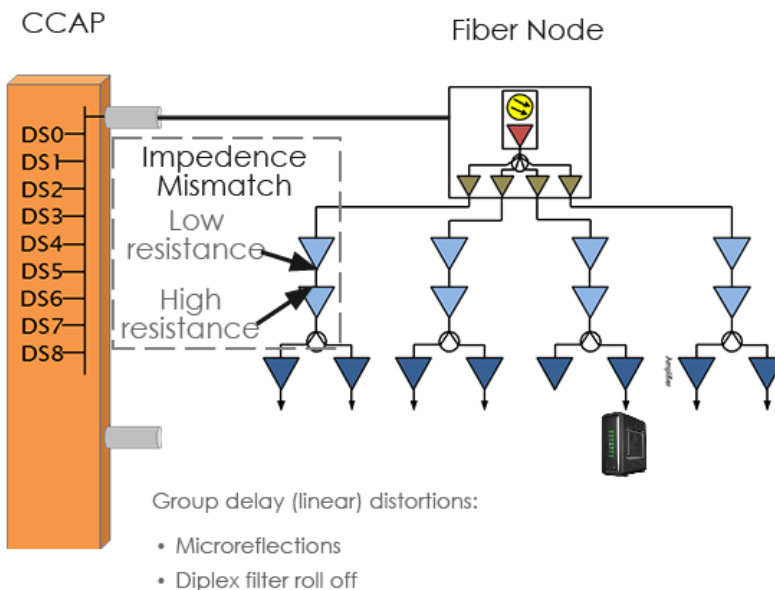 CCAP
Fiber Node
DS0
DS1
DS2
DS3
DS4
DS5
DS6
DS7
DS8
Impedence
Mismatch
Low
resistance
High
resistance
Amplifier
Group delay (linear) distortions:
• Microreflections
• Diplex filter roll off